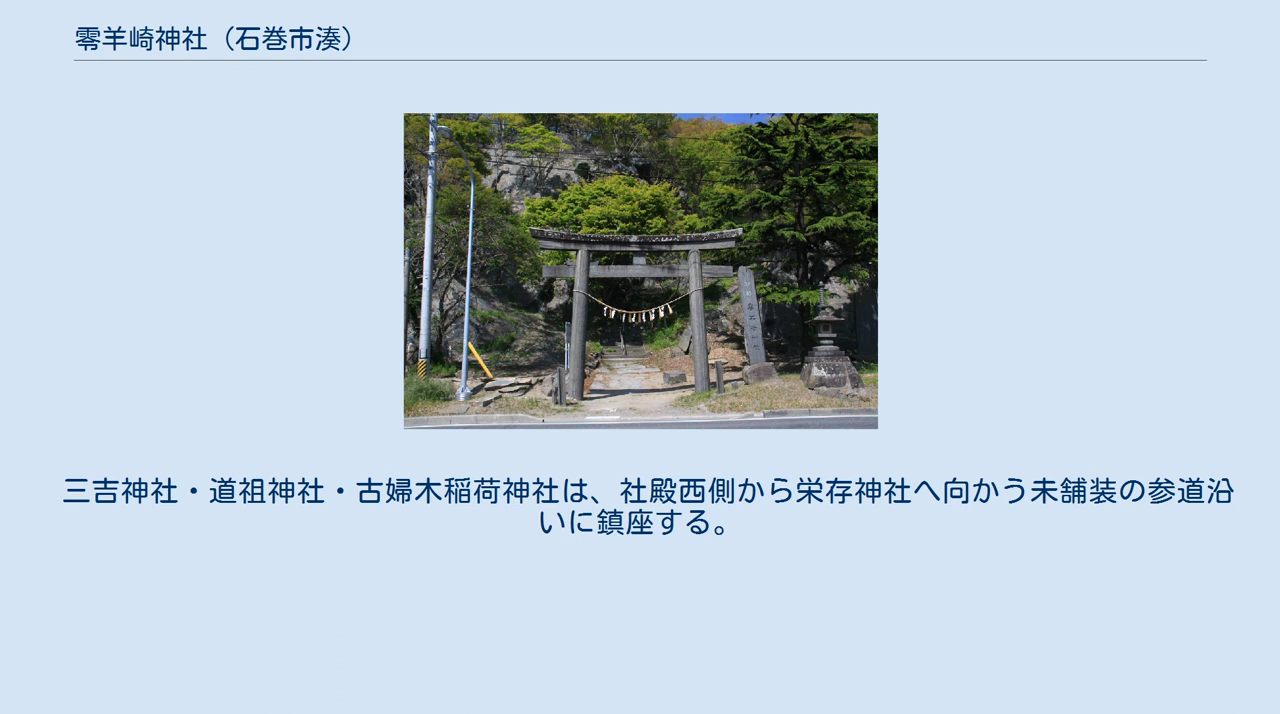 零羊崎神社（石巻市湊）
三吉神社・道祖神社・古婦木稲荷神社は、社殿西側から栄存神社へ向かう未舗装の参道沿
いに鎮座する。